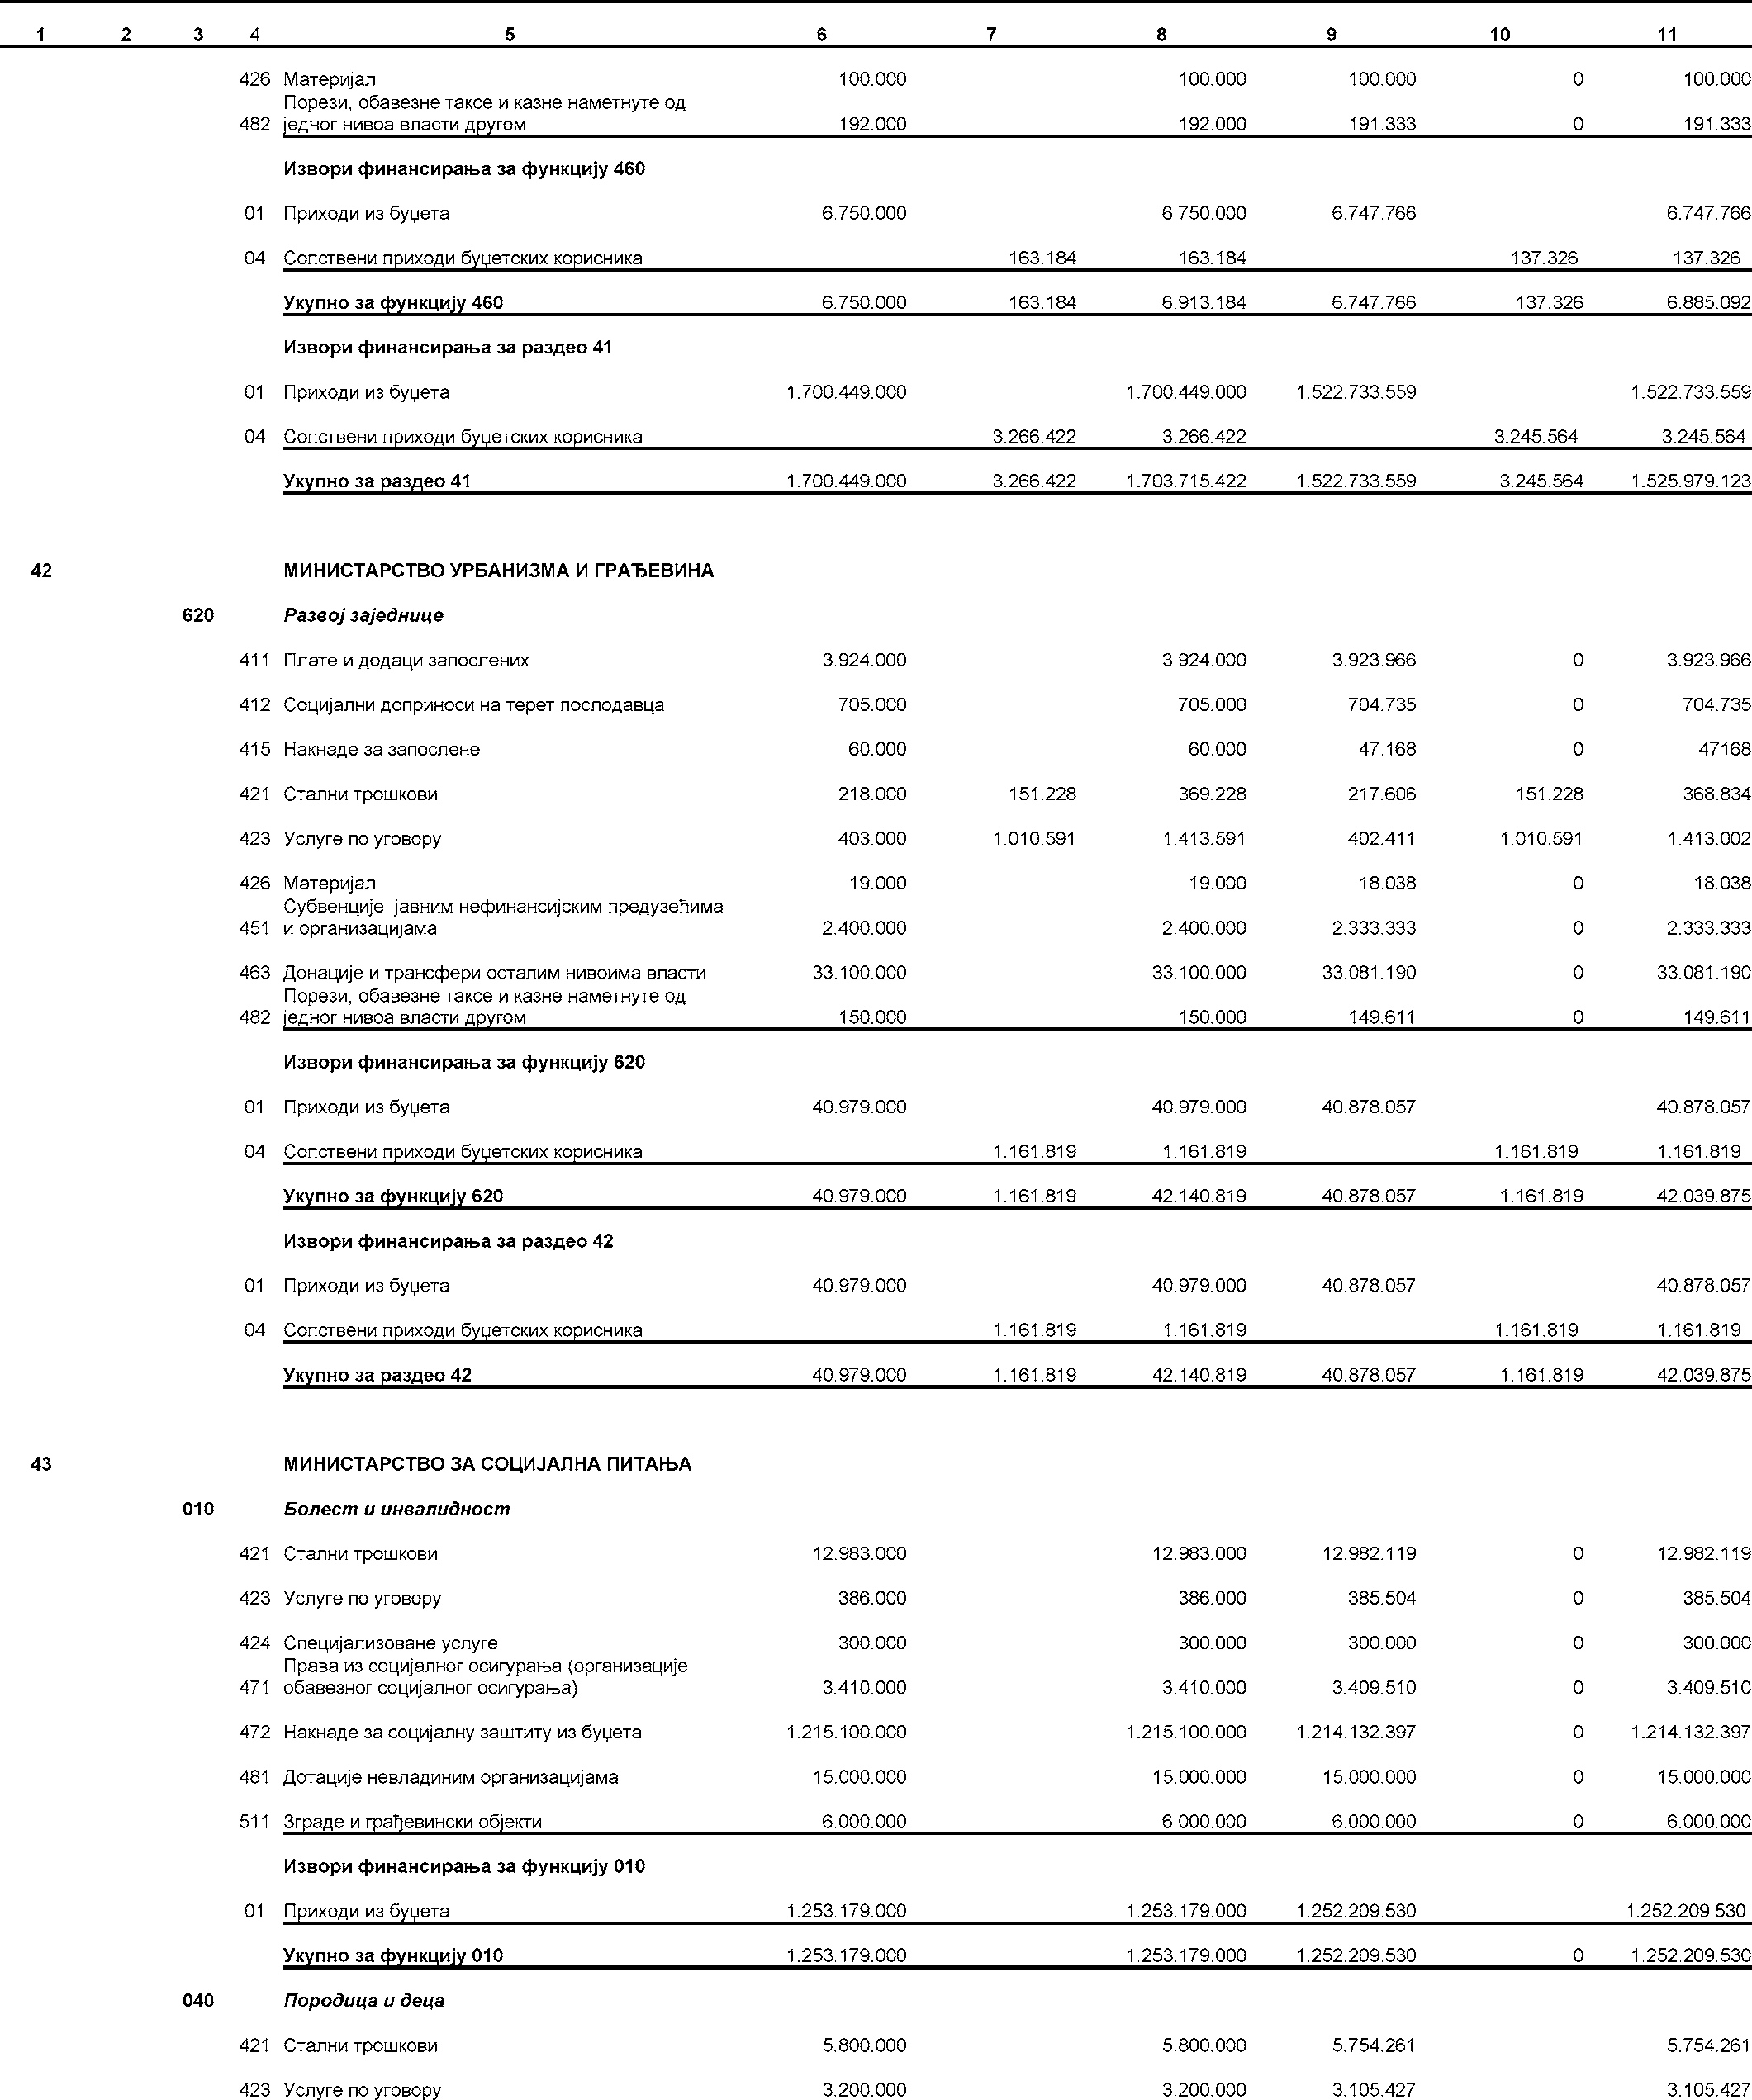 1 2 3 4 5 6 7 8 9 10 11
426 Материјал 100.000 100.000 100.000 0 100.000
Порези, обавезне таксе и казне наметнуте од
482 једног нивоа власти другом 192.000 192.000 191.333 0 191.333
Извори финансирања за функцију 460
01 Приходи из буџета 6.750.000 6.750.000 6.747.766 6.747.766
04 Сопствени приходи буџетских корисника 163.184 163.184 137.326 137.326
Укупно за функцију 460 6.750.000 163.184 6.913.184 6.747.766 137.326 6.885.092
Извори финансирања за раздео 41
01 Приходи из буџета 1.700.449.000 1.700.449.000 1.522.733.559 1.522.733.559
04 Сопствени приходи буџетских корисника 3.266.422 3.266.422 3.245.564 3.245.564
Укупно за раздео 41 1.700.449.000 3.266.422 1.703.715.422 1.522.733.559 3.245.564 1.525.979.123
42 МИНИСТАРСТВО УРБАНИЗМА И ГРАЂЕВИНА
620 Развој заједнице
411 Плате и додаци запослених 3.924.000 3.924.000 3.923.966 0 3.923.966
412 Социјални доприноси на терет послодавца 705.000 705.000 704.735 0 704.735
415 Накнаде за запослене 60.000 60.000 47.168 0 47168
421 Стални трошкови 218.000 151.228 369.228 217.606 151.228 368.834
423 Услуге по уговору 403.000 1.010.591 1.413.591 402.411 1.010.591 1.413.002
426 Материјал 19.000 19.000 18.038 0 18.038
Субвенције јавним нефинансијским предузећима
451 и организацијама 2.400.000 2.400.000 2.333.333 0 2.333.333
463 Донације и трансфери осталим нивоима власти 33.100.000 33.100.000 33.081.190 0 33.081.190
Порези, обавезне таксе и казне наметнуте од
482 једног нивоа власти другом 150.000 150.000 149.611 0 149.611
Извори финансирања за функцију 620
01 Приходи из буџета 40.979.000 40.979.000 40.878.057 40.878.057
04 Сопствени приходи буџетских корисника 1.161.819 1.161.819 1.161.819 1.161.819
Укупно за функцију 620 40.979.000 1.161.819 42.140.819 40.878.057 1.161.819 42.039.875
Извори финансирања за раздео 42
01 Приходи из буџета 40.979.000 40.979.000 40.878.057 40.878.057
04 Сопствени приходи буџетских корисника 1.161.819 1.161.819 1.161.819 1.161.819
Укупно за раздео 42 40.979.000 1.161.819 42.140.819 40.878.057 1.161.819 42.039.875
43 МИНИСТАРСТВО ЗА СОЦИЈАЛНА ПИТАЊА
010 Болест и инвалидност
421 Стални трошкови 12.983.000 12.983.000 12.982.119 0 12.982.119
423 Услуге по уговору 386.000 386.000 385.504 0 385.504
424 Специјализоване услуге 300.000 300.000 300.000 0 300.000
Права из социјалног осигурања (организације
471 обавезног социјалног осигурања) 3.410.000 3.410.000 3.409.510 0 3.409.510
472 Накнаде за социјалну заштиту из буџета 1.215.100.000 1.215.100.000 1.214.132.397 0 1.214.132.397
481 Дотације невладиним организацијама 15.000.000 15.000.000 15.000.000 0 15.000.000
511 Зграде и грађевински објекти 6.000.000 6.000.000 6.000.000 0 6.000.000
Извори финансирања за функцију 010
01 Приходи из буџета 1.253.179.000 1.253.179.000 1.252.209.530 1.252.209.530
Укупно за функцију 010 1.253.179.000 1.253.179.000 1.252.209.530 0 1.252.209.530
040 Породица и деца
421 Стални трошкови 5.800.000 5.800.000 5.754.261 5.754.261
423 Услуге по уговору 3.200.000 3.200.000 3.105.427 3.105.427